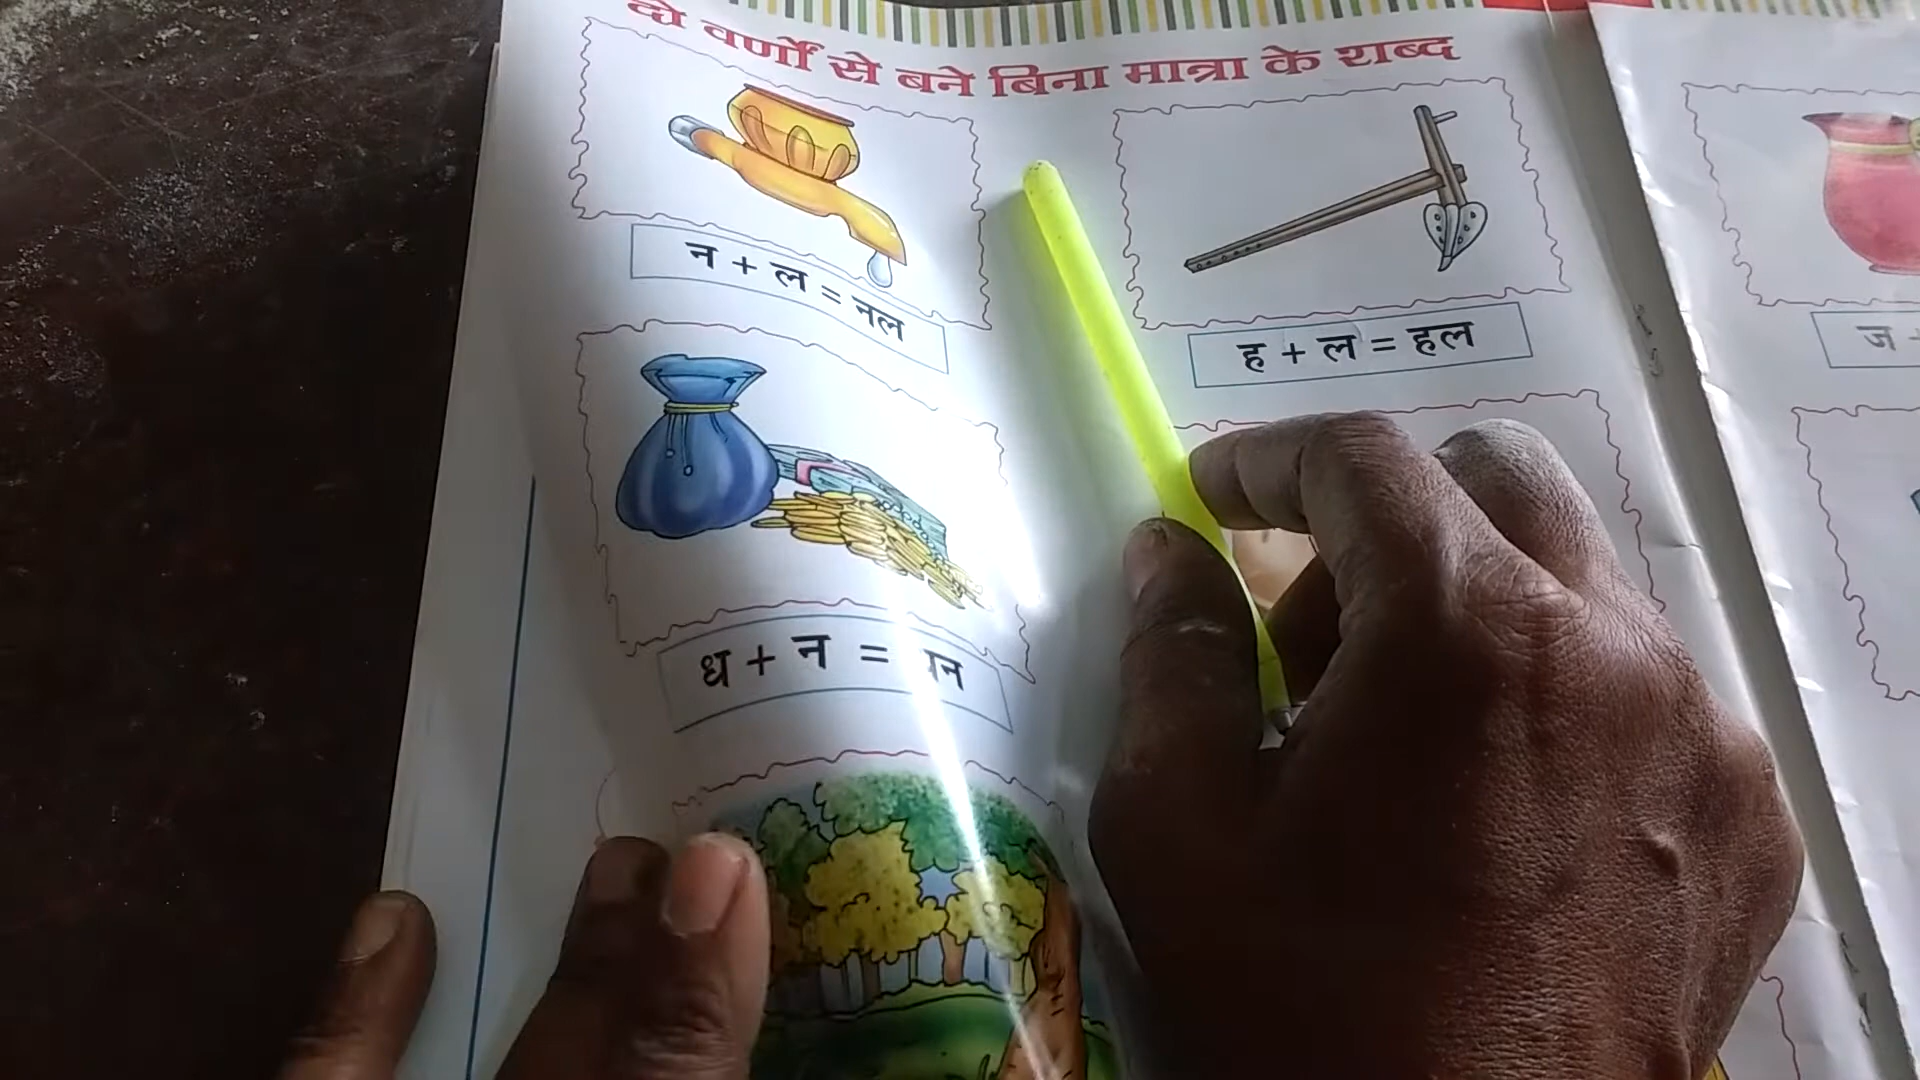 दो वर्णों से बने बिना मात्रा के शब्द
न + ल = नल
ह + ल = हल
ध + न =
ज +